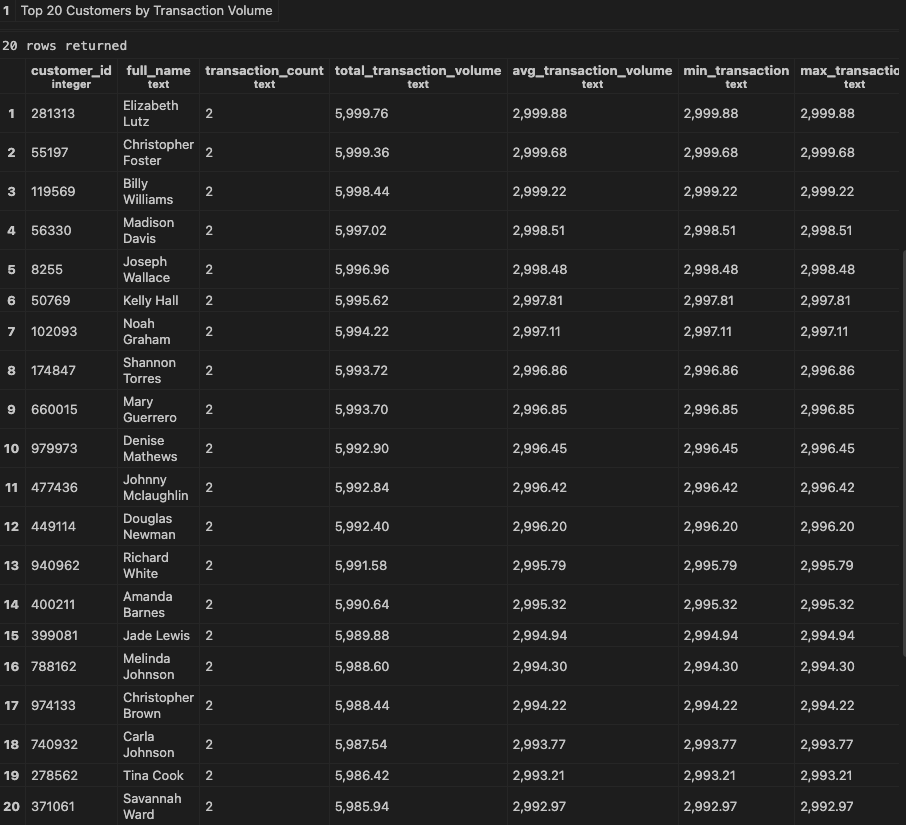 1 Top 20 Customers by Transaction Volume
20 rows returned
customer_id full_name transaction_count total_transaction_volume avg_transaction_volume min_transaction max_transactio
integer text text text text text text
1 281313 Elizabeth Lutz 2 5,999.76 2,999.88 2,999.88 2,999.88
2 55197 Christopher Foster 2 5,999.36 2,999.68 2,999.68 2,999.68
3 119569 Billy Williams 2 5,998.44 2,999.22 2,999.22 2,999.22
4 56330 Madison Davis 2 5,997.02 2,998.51 2,998.51 2,998.51
5 8255 Joseph Wallace 2 5,996.96 2,998.48 2,998.48 2,998.48
6 50769 Kelly Hall 2 5,995.62 2,997.81 2,997.81 2,997.81
7 102093 Noah Graham 2 5,994.22 2,997.11 2,997.11 2,997.11
8 174847 Shannon Torres 2 5,993.72 2,996.86 2,996.86 2,996.86
9 660015 Mary Guerrero 2 5,993.70 2,996.85 2,996.85 2,996.85
10 979973 Denise Mathews 2 5,992.90 2,996.45 2,996.45 2,996.45
11 477436 Johnny Mclaughlin 2 5,992.84 2,996.42 2,996.42 2,996.42
12 449114 Douglas Newman 2 5,992.40 2,996.20 2,996.20 2,996.20
13 940962 Richard White 2 5,991.58 2,995.79 2,995.79 2,995.79
14 400211 Amanda Barnes 2 5,990.64 2,995.32 2,995.32 2,995.32
15 399081 Jade Lewis 2 5,989.88 2,994.94 2,994.94 2,994.94
16 788162 Melinda Johnson 2 5,988.60 2,994.30 2,994.30 2,994.30
17 974133 Christopher Brown 2 5,988.44 2,994.22 2,994.22 2,994.22
18 740932 Carla Johnson 2 5,987.54 2,993.77 2,993.77 2,993.77
19 278562 Tina Cook 2 5,986.42 2,993.21 2,993.21 2,993.21
20 371061 Savannah Ward 2 5,985.94 2,992.97 2,992.97 2,992.97